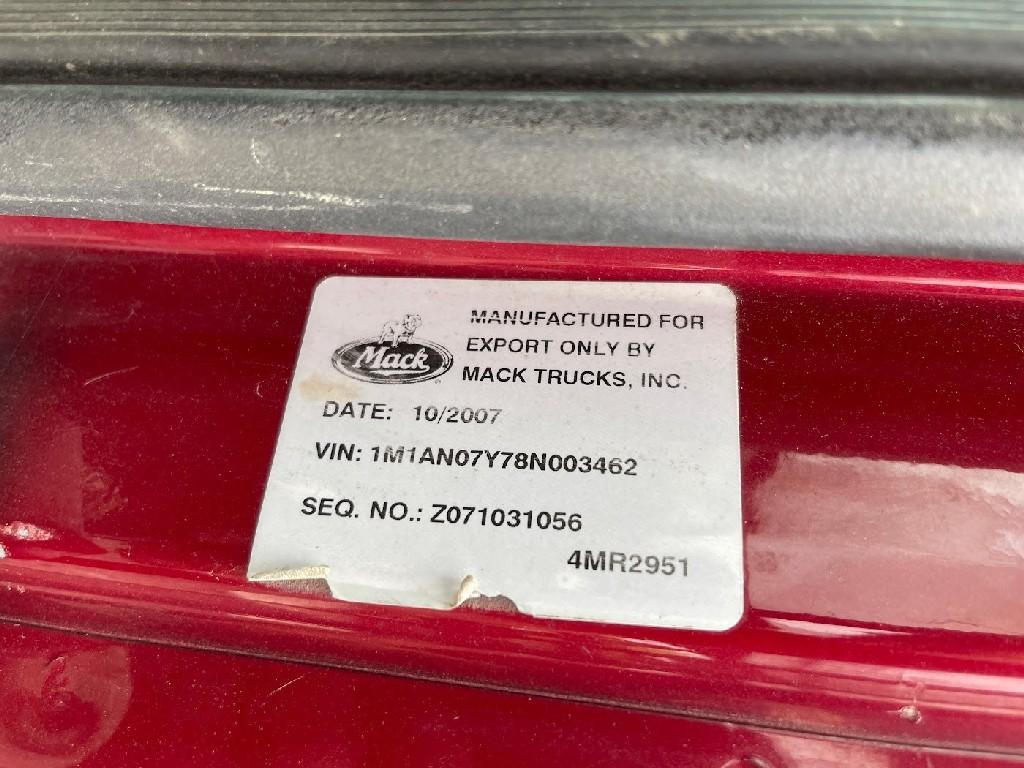 Mack
MANUFACTURED FOR
EXPORT ONLY BY
MACK TRUCKS, INC.
DATE: 10/2007
VIN: 1M1AN07Y78N003462
SEQ. NO.: Z071031056
4MR2951